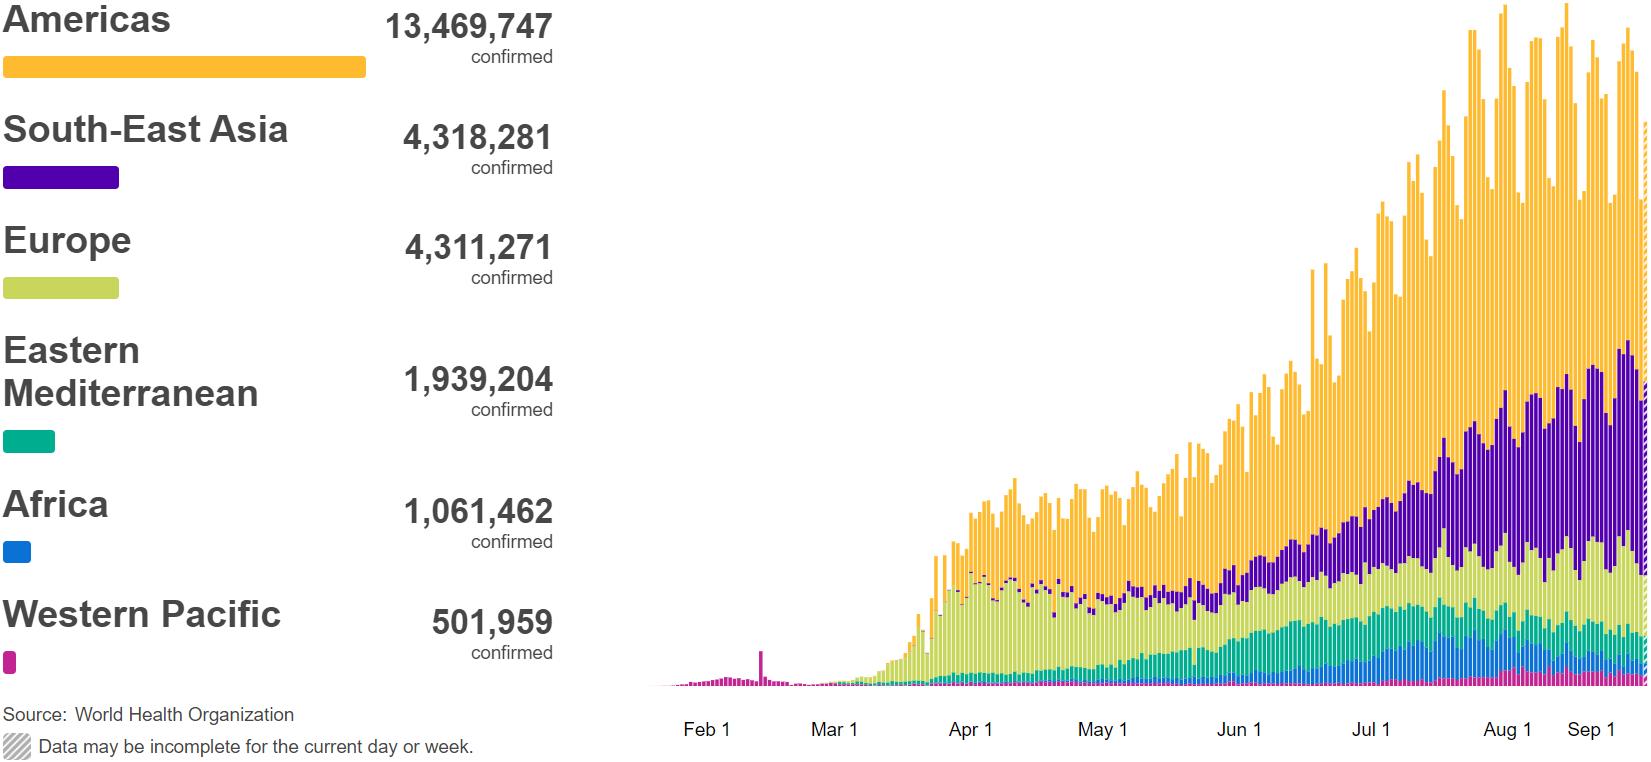 Americas
13,469,747
confirmed
South-East Asia
4,318,281
confirmed
Europe
4,311,271
confirmed
Eastern
Mediterranean
1,939,204
confirmed
Africa
1,061,462
confirmed
Western Pacific
501,959
confirmed
Source: World Health Organization
Data may be incomplete for the current day or week.
Feb 1 Mar 1 Apr 1 May 1 Jun 1 Jul 1 Aug 1 Sep 1